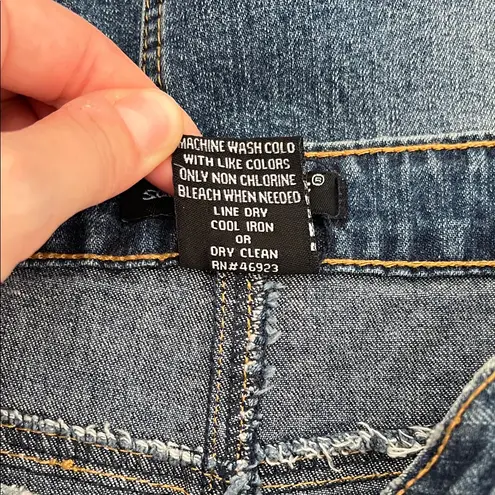 MACHINE WASH COLD
WITH LIKE COLORS
ONLY NON CHLORINE
BLEACH WHEN NEEDED
LINE DRY
COOL IRON
OR
DRY CLEAN
RN#46923
®